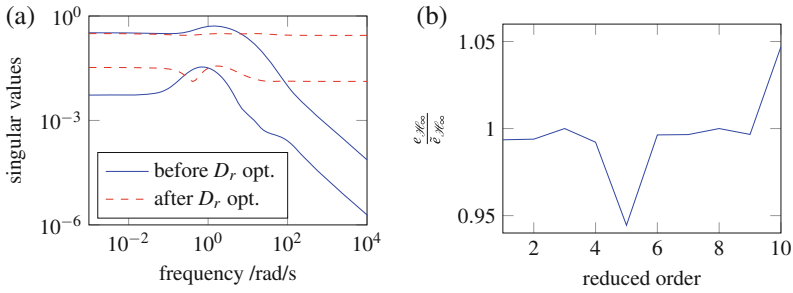 (a)
singular values
10^0
10^-3
10^-6
before D_r opt.
after D_r opt.
10^-2 10^0 10^2 10^4
frequency /rad/s
(b)
e_ℋ∞ / ẽ_ℋ∞
1.05
1
0.95
2 4 6 8 10
reduced order